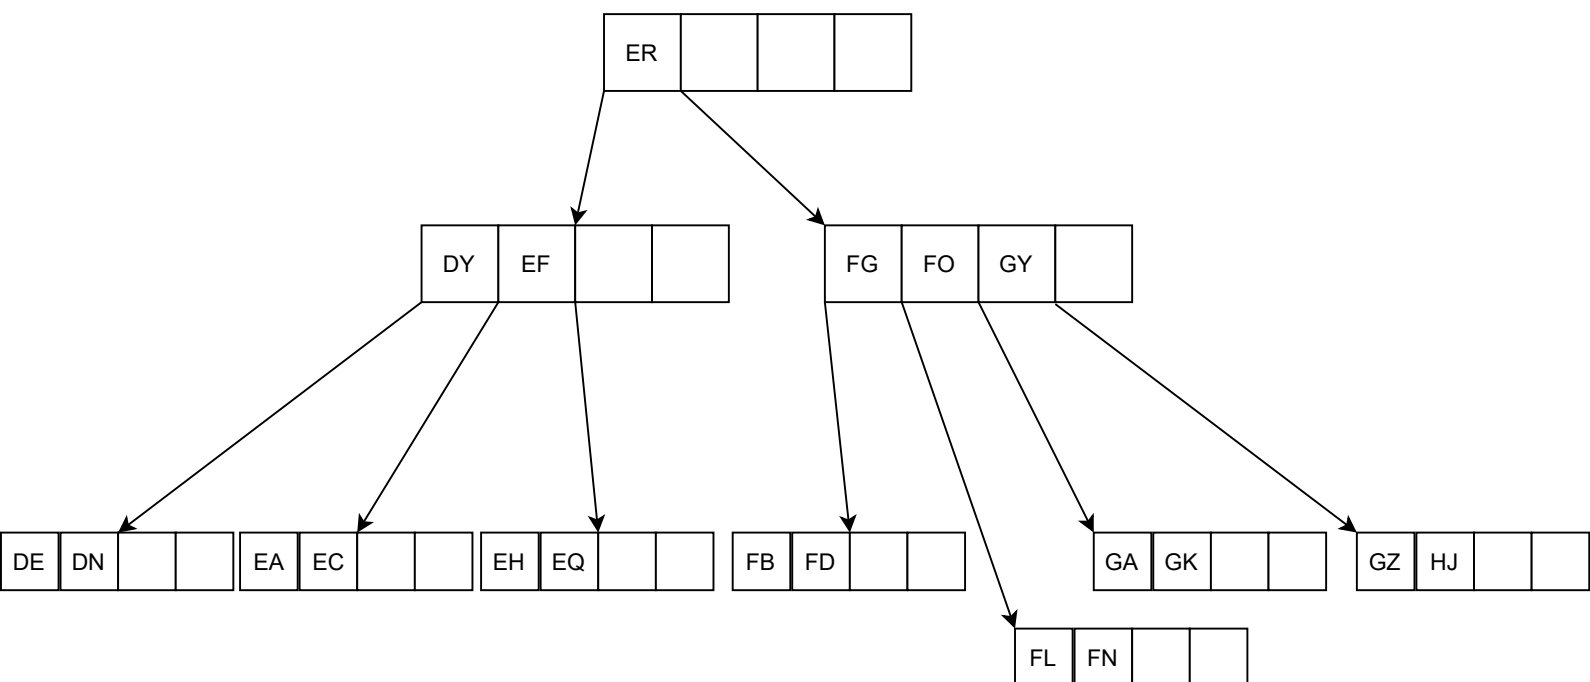 ER
DY EF
FG FO GY
DE DN
EA EC
EH EQ
FB FD
GA GK
GZ HJ
FL FN